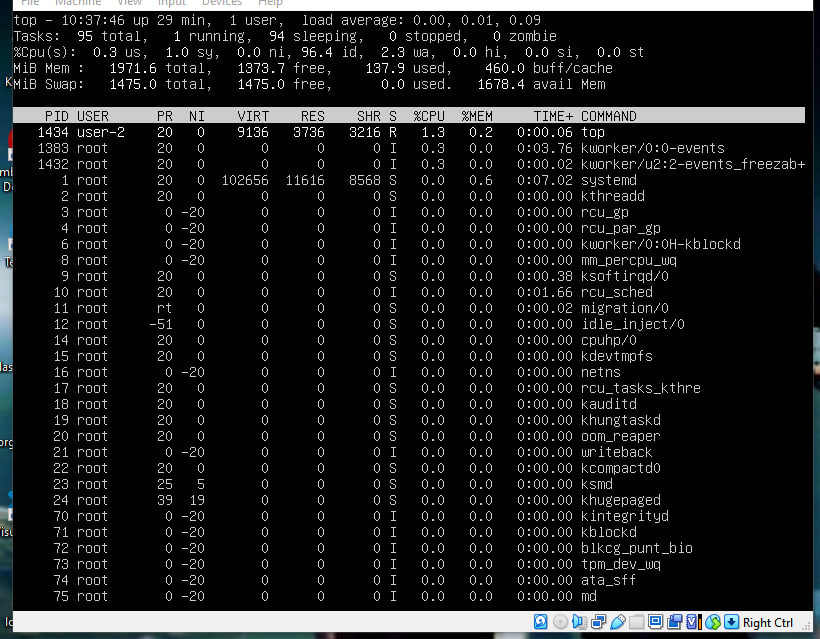 File Machine View Input Devices Help
top - 10:37:46 up 29 min,  1 user,  load average: 0.00, 0.01, 0.09
Tasks:  95 total,   1 running,  94 sleeping,   0 stopped,   0 zombie
%Cpu(s):  0.3 us,  1.0 sy,  0.0 ni, 96.4 id,  2.3 wa,  0.0 hi,  0.0 si,  0.0 st
MiB Mem :   1971.6 total,   1373.7 free,    137.9 used,    460.0 buff/cache
MiB Swap:   1475.0 total,   1475.0 free,      0.0 used.   1678.4 avail Mem
PID USER PR NI VIRT RES SHR S %CPU %MEM TIME+ COMMAND
1434 user-2 20 0 9136 3736 3216 R 1.3 0.2 0:00.06 top
1383 root 20 0 0 0 0 I 0.3 0.0 0:03.76 kworker/0:0-events
1432 root 20 0 0 0 0 I 0.3 0.0 0:00.02 kworker/u2:2-events_freezab+
1 root 20 0 102656 11616 8568 S 0.0 0.6 0:07.02 systemd
2 root 20 0 0 0 0 S 0.0 0.0 0:00.00 kthreadd
3 root 0 -20 0 0 0 I 0.0 0.0 0:00.00 rcu_gp
4 root 0 -20 0 0 0 I 0.0 0.0 0:00.00 rcu_par_gp
6 root 0 -20 0 0 0 I 0.0 0.0 0:00.00 kworker/0:0H-kblockd
8 root 0 -20 0 0 0 I 0.0 0.0 0:00.00 mm_percpu_wq
9 root 20 0 0 0 0 S 0.0 0.0 0:00.38 ksoftirqd/0
10 root 20 0 0 0 0 I 0.0 0.0 0:01.66 rcu_sched
11 root rt 0 0 0 0 S 0.0 0.0 0:00.02 migration/0
12 root -51 0 0 0 0 S 0.0 0.0 0:00.00 idle_inject/0
14 root 20 0 0 0 0 S 0.0 0.0 0:00.00 cpuhp/0
15 root 20 0 0 0 0 S 0.0 0.0 0:00.00 kdevtmpfs
16 root 0 -20 0 0 0 I 0.0 0.0 0:00.00 netns
17 root 20 0 0 0 0 S 0.0 0.0 0:00.00 rcu_tasks_kthre
18 root 20 0 0 0 0 S 0.0 0.0 0:00.00 kauditd
19 root 20 0 0 0 0 S 0.0 0.0 0:00.00 khungtaskd
20 root 20 0 0 0 0 S 0.0 0.0 0:00.00 oom_reaper
21 root 0 -20 0 0 0 I 0.0 0.0 0:00.00 writeback
22 root 20 0 0 0 0 S 0.0 0.0 0:00.00 kcompactd0
23 root 25 5 0 0 0 S 0.0 0.0 0:00.00 ksmd
24 root 39 19 0 0 0 S 0.0 0.0 0:00.00 khugepaged
70 root 0 -20 0 0 0 I 0.0 0.0 0:00.00 kintegrityd
71 root 0 -20 0 0 0 I 0.0 0.0 0:00.00 kblockd
72 root 0 -20 0 0 0 I 0.0 0.0 0:00.00 blkcg_punt_bio
73 root 0 -20 0 0 0 I 0.0 0.0 0:00.00 tpm_dev_wq
74 root 0 -20 0 0 0 I 0.0 0.0 0:00.00 ata_sff
75 root 0 -20 0 0 0 I 0.0 0.0 0:00.00 md
Right Ctrl